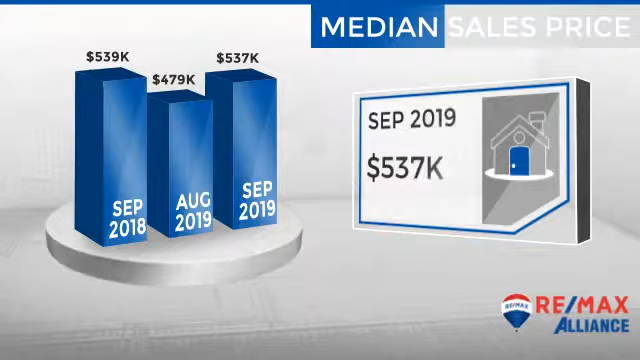 MEDIAN SALES PRICE
$539K
$479K
$537K
SEP
2018
AUG
2019
SEP
2019
SEP 2019
$537K
RE/MAX
RE/MAX
ALLIANCE